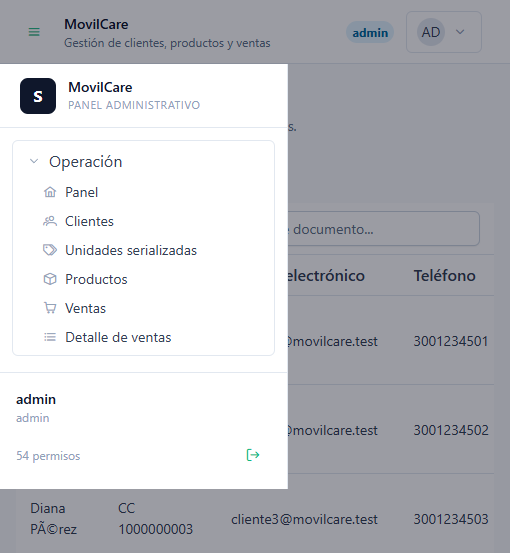 MovilCare
Gestión de clientes, productos y ventas
admin
AD
S
MovilCare
PANEL ADMINISTRATIVO
s.
Operación
Panel
Clientes
Unidades serializadas
Productos
Ventas
Detalle de ventas
documento...
electrónico
Teléfono
@movilcare.test
3001234501
admin
admin
54 permisos
@movilcare.test
3001234502
Diana
PÃ©rez
CC
1000000003
cliente3@movilcare.test
3001234503